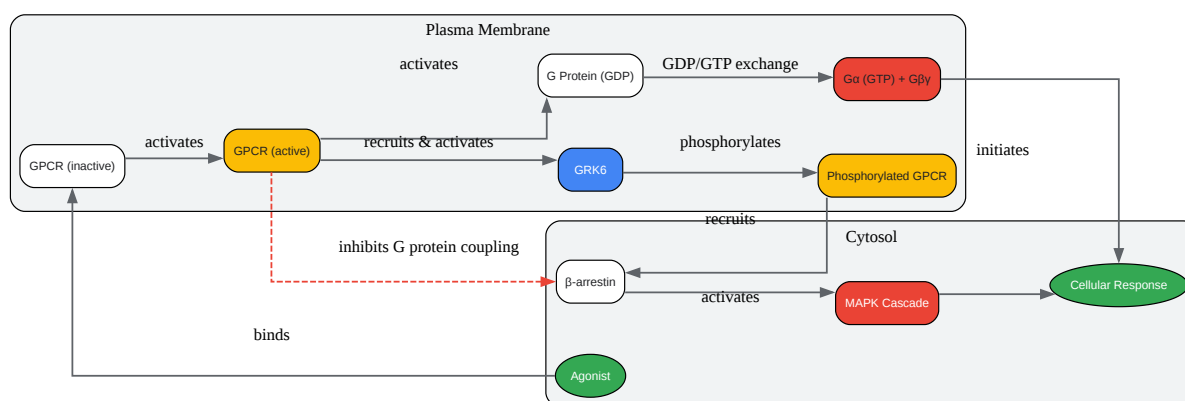 Plasma Membrane
activates
G Protein (GDP)
GDP/GTP exchange
Gα (GTP) + Gβγ
GPCR (inactive)
activates
GPCR (active)
recruits & activates
GRK6
phosphorylates
Phosphorylated GPCR
initiates
recruits
Cytosol
inhibits G protein coupling
β-arrestin
activates
MAPK Cascade
Cellular Response
binds
Agonist